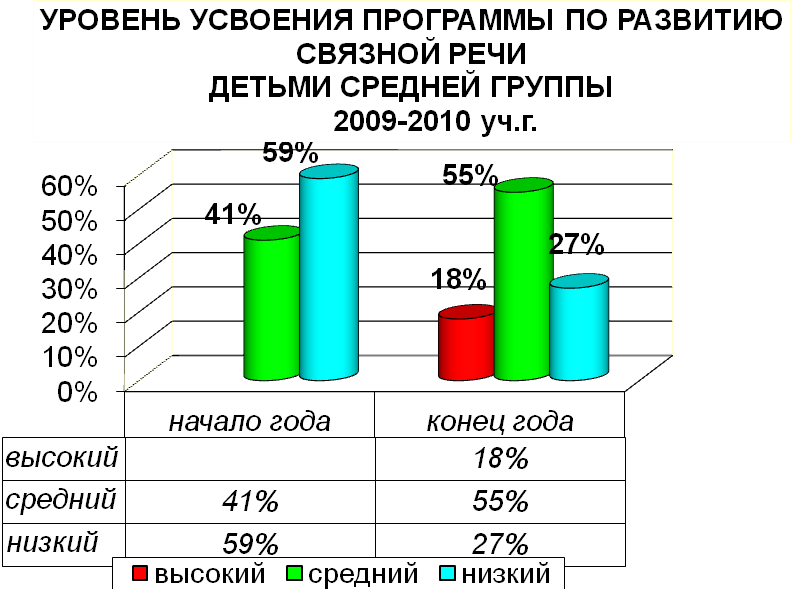 УРОВЕНЬ УСВОЕНИЯ ПРОГРАММЫ ПО РАЗВИТИЮ
СВЯЗНОЙ РЕЧИ
ДЕТЬМИ СРЕДНЕЙ ГРУППЫ
2009-2010 уч.г.
59%
55%
60%
50%
41%
27%
40%
18%
30%
20%
10%
0%
начало года конец года
высокий 18%
средний 41% 55%
низкий 59% 27%
высокий средний низкий